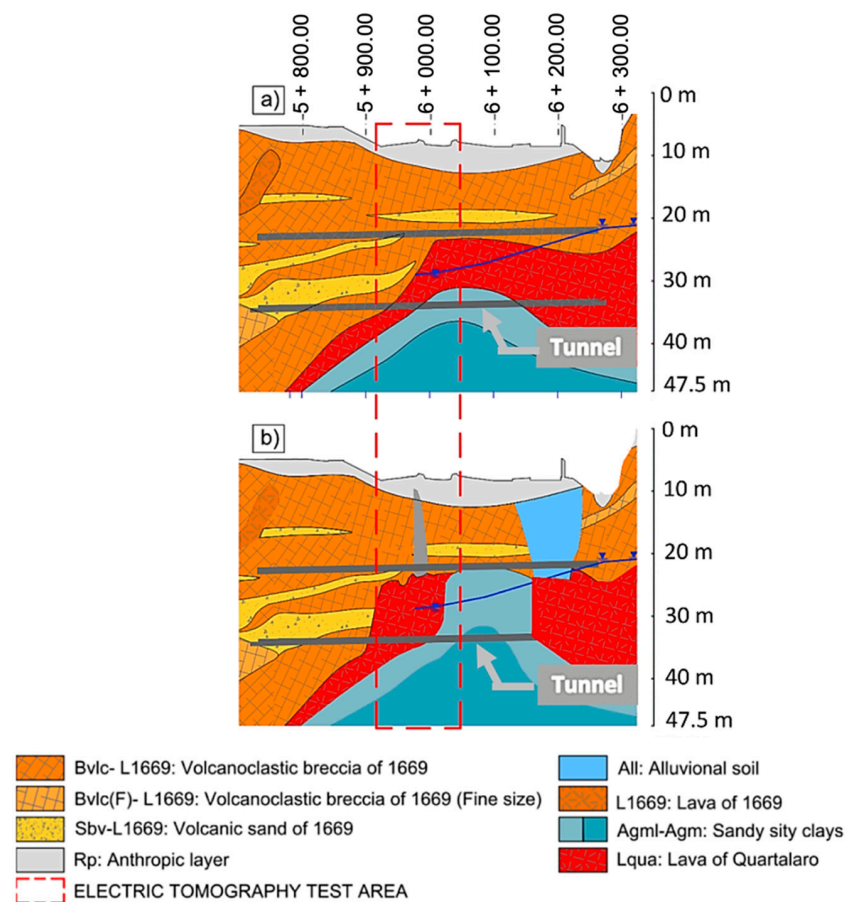 5 + 800.00
5 + 900.00
6 + 000.00
6 + 100.00
6 + 200.00
6 + 300.00
a)
0 m
10 m
20 m
30 m
40 m
47.5 m
Tunnel
b)
0 m
10 m
20 m
30 m
40 m
47.5 m
Tunnel
Bvlc- L1669: Volcanoclastic breccia of 1669
Bvlc(F)- L1669: Volcanoclastic breccia of 1669 (Fine size)
Sbv-L1669: Volcanic sand of 1669
Rp: Anthropic layer
ELECTRIC TOMOGRAPHY TEST AREA
All: Alluvional soil
L1669: Lava of 1669
Agml-Agm: Sandy sity clays
Lqua: Lava of Quartalaro